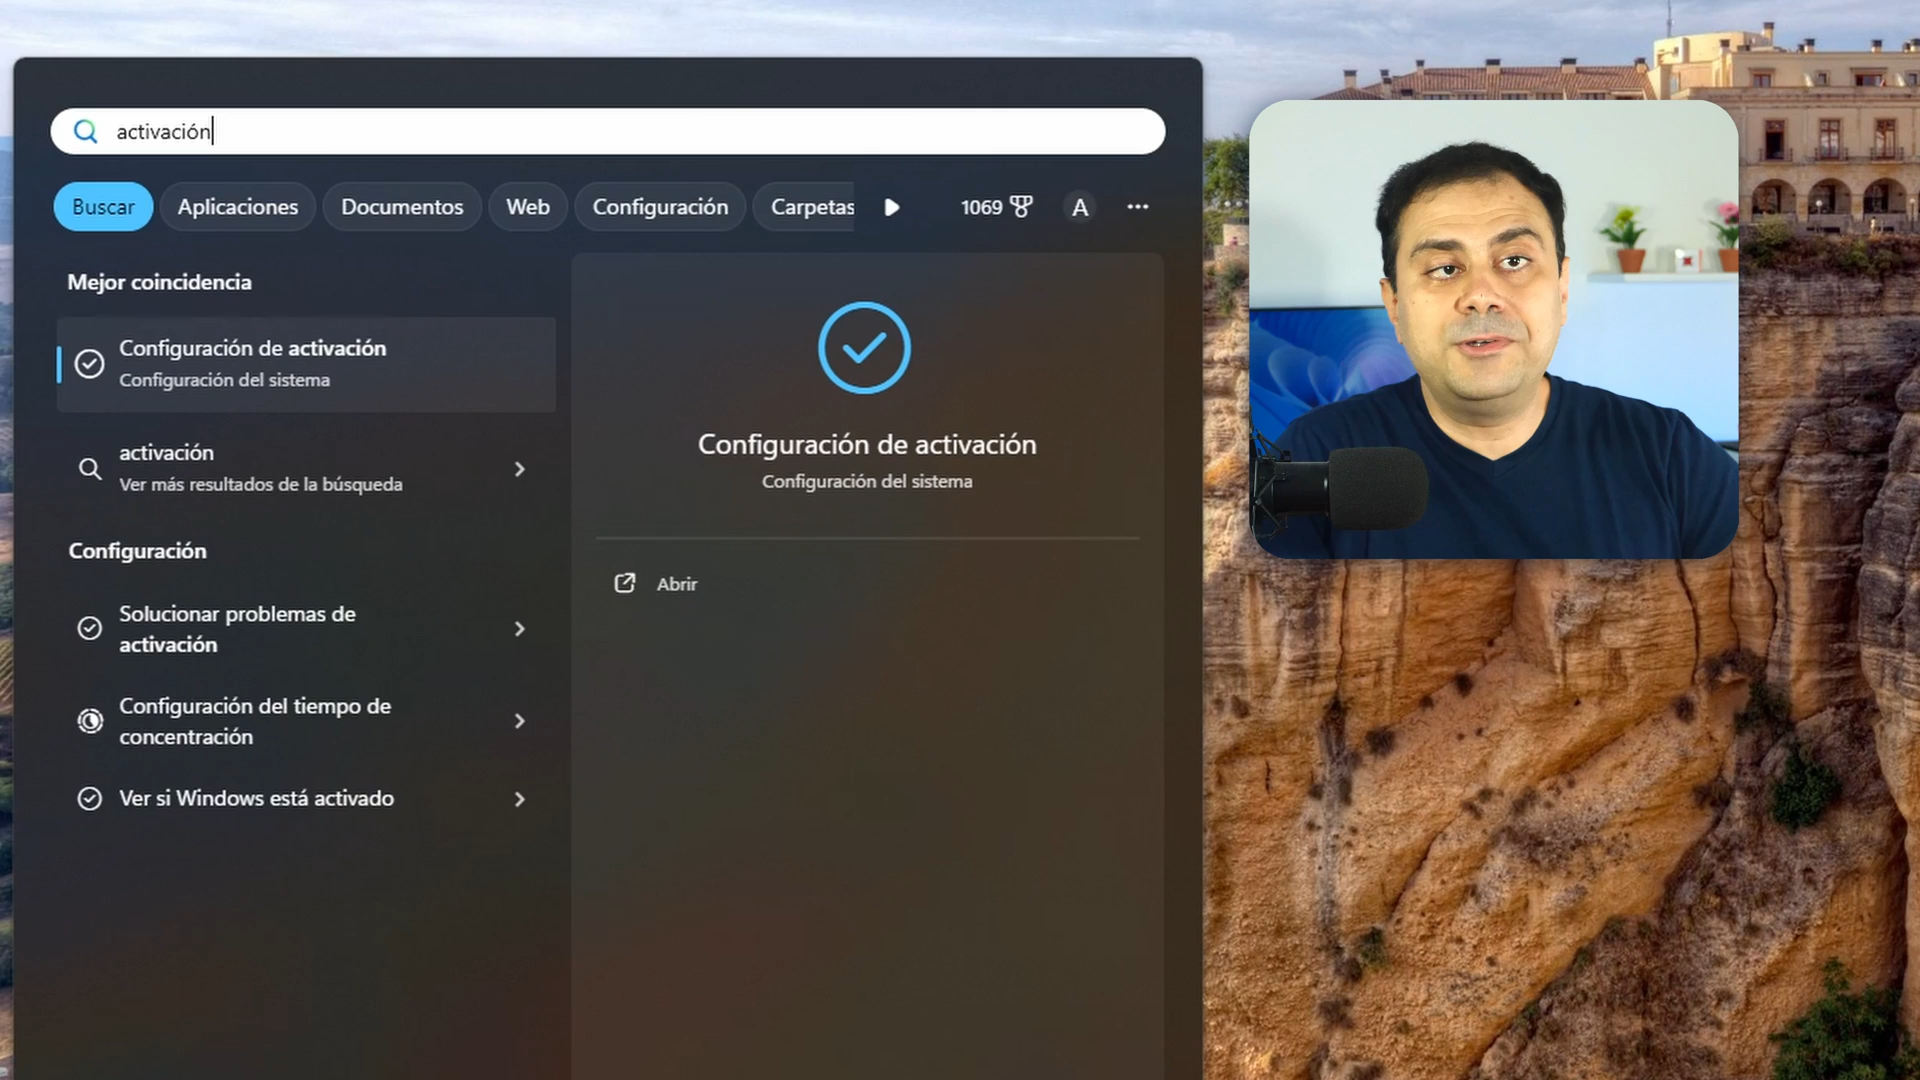 activación
Buscar
Aplicaciones
Documentos
Web
Configuración
Carpetas
1069
A
Mejor coincidencia
Configuración de activación
Configuración del sistema
activación
Ver más resultados de la búsqueda
Configuración
Solucionar problemas de
activación
Configuración del tiempo de
concentración
Ver si Windows está activado
Configuración de activación
Configuración del sistema
Abrir